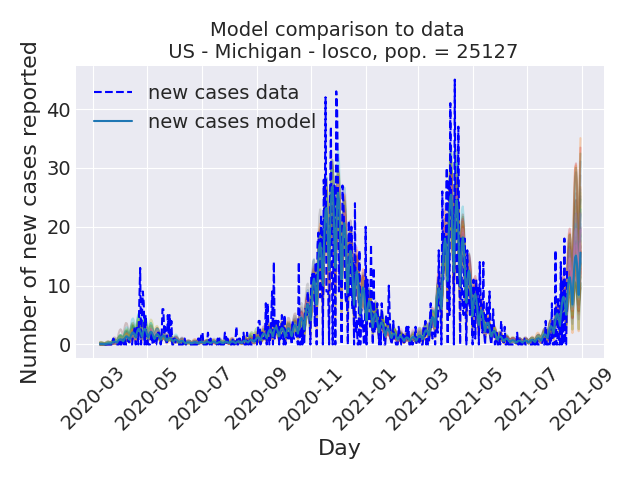 Model comparison to data
US - Michigan - Iosco, pop. = 25127
Number of new cases reported
40
30
20
10
0
new cases data
new cases model
2020-03
2020-05
2020-07
2020-09
2020-11
2021-01
2021-03
2021-05
2021-07
2021-09
Day